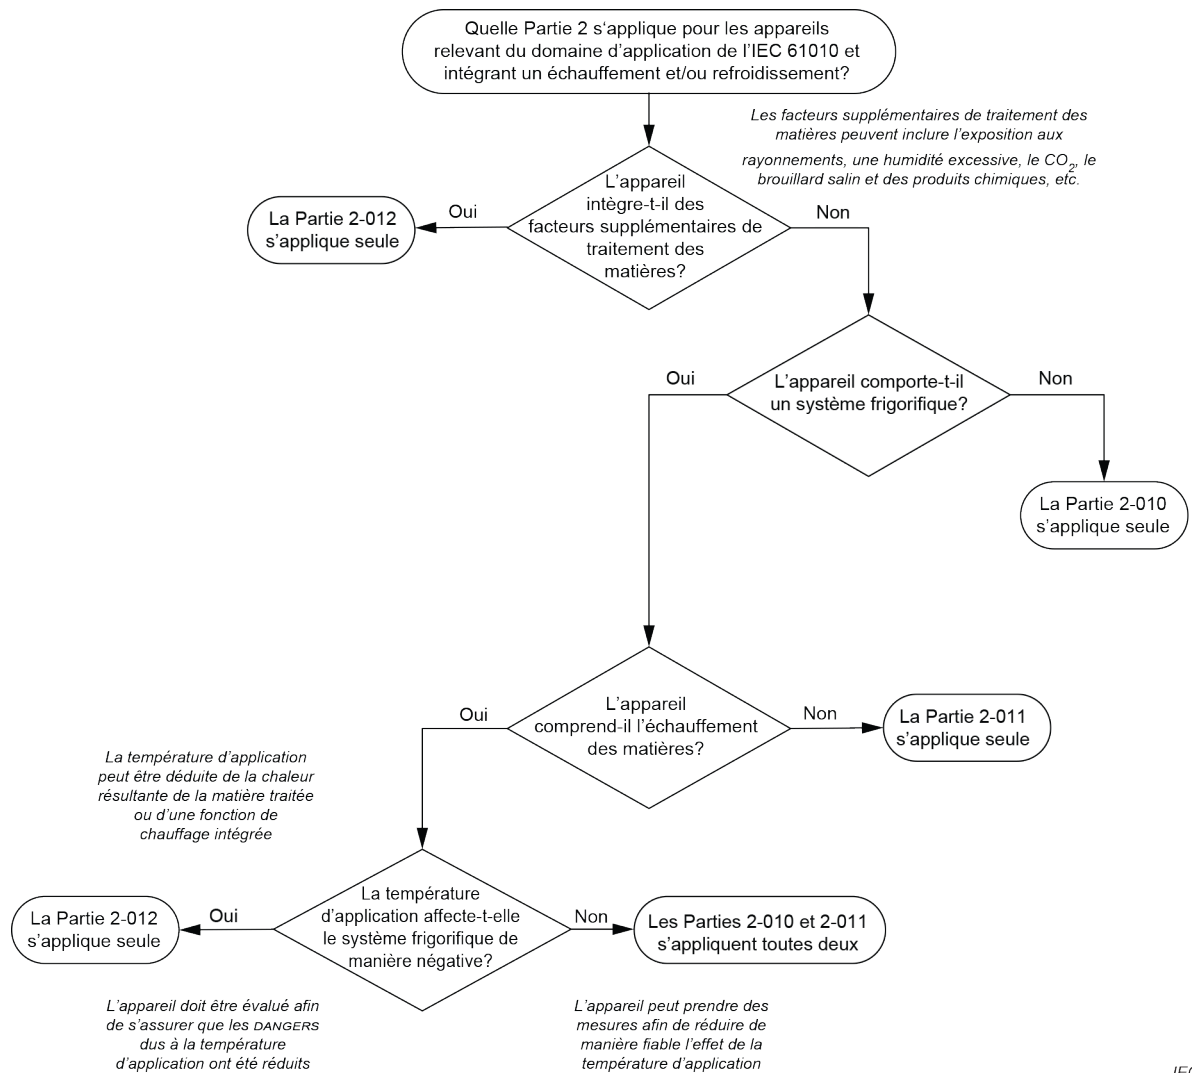 Quelle Partie 2 s‘applique pour les appareils
relevant du domaine d’application de l’IEC 61010 et
intégrant un échauffement et/ou refroidissement?
Les facteurs supplémentaires de traitement des
matières peuvent inclure l’exposition aux
rayonnements, une humidité excessive, le CO2, le
brouillard salin et des produits chimiques, etc.
L’appareil
intègre-t-il des
facteurs supplémentaires de
traitement des
matières?
Oui
Non
La Partie 2-012
s’applique seule
L’appareil comporte-t-il
un système frigorifique?
Oui
Non
La Partie 2-010
s’applique seule
L’appareil
comprend-il l’échauffement
des matières?
Oui
Non
La Partie 2-011
s’applique seule
La température d’application
peut être déduite de la chaleur
résultante de la matière traitée
ou d’une fonction de
chauffage intégrée
La température
d’application affecte-t-elle
le système frigorifique de
manière négative?
Oui
Non
La Partie 2-012
s’applique seule
Les Parties 2-010 et 2-011
s’appliquent toutes deux
L’appareil doit être évalué afin
de s’assurer que les DANGERS
dus à la température
d’application ont été réduits
L’appareil peut prendre des
mesures afin de réduire de
manière fiable l’effet de la
température d’application